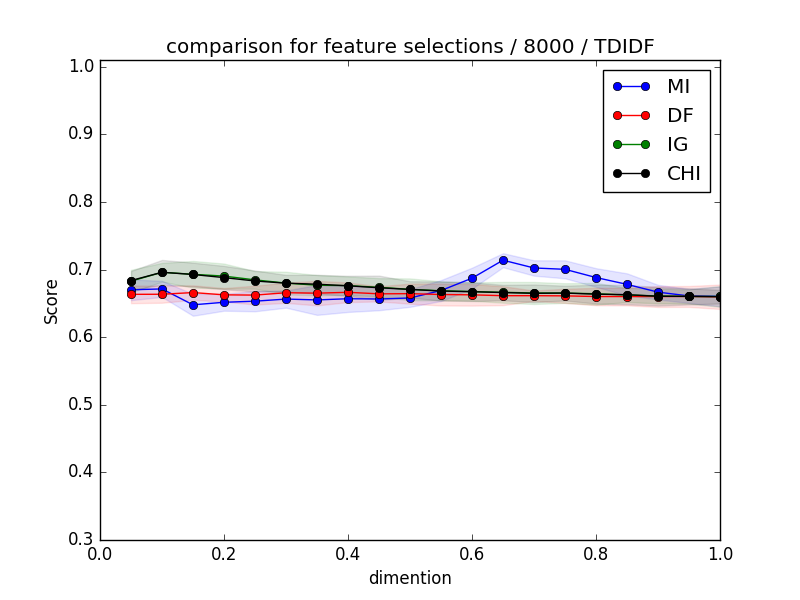 comparison for feature selections / 8000 / TDIDF
1.0
0.9
0.8
0.7
0.6
0.5
0.4
0.3
Score
MI
DF
IG
CHI
0.0 0.2 0.4 0.6 0.8 1.0
dimention